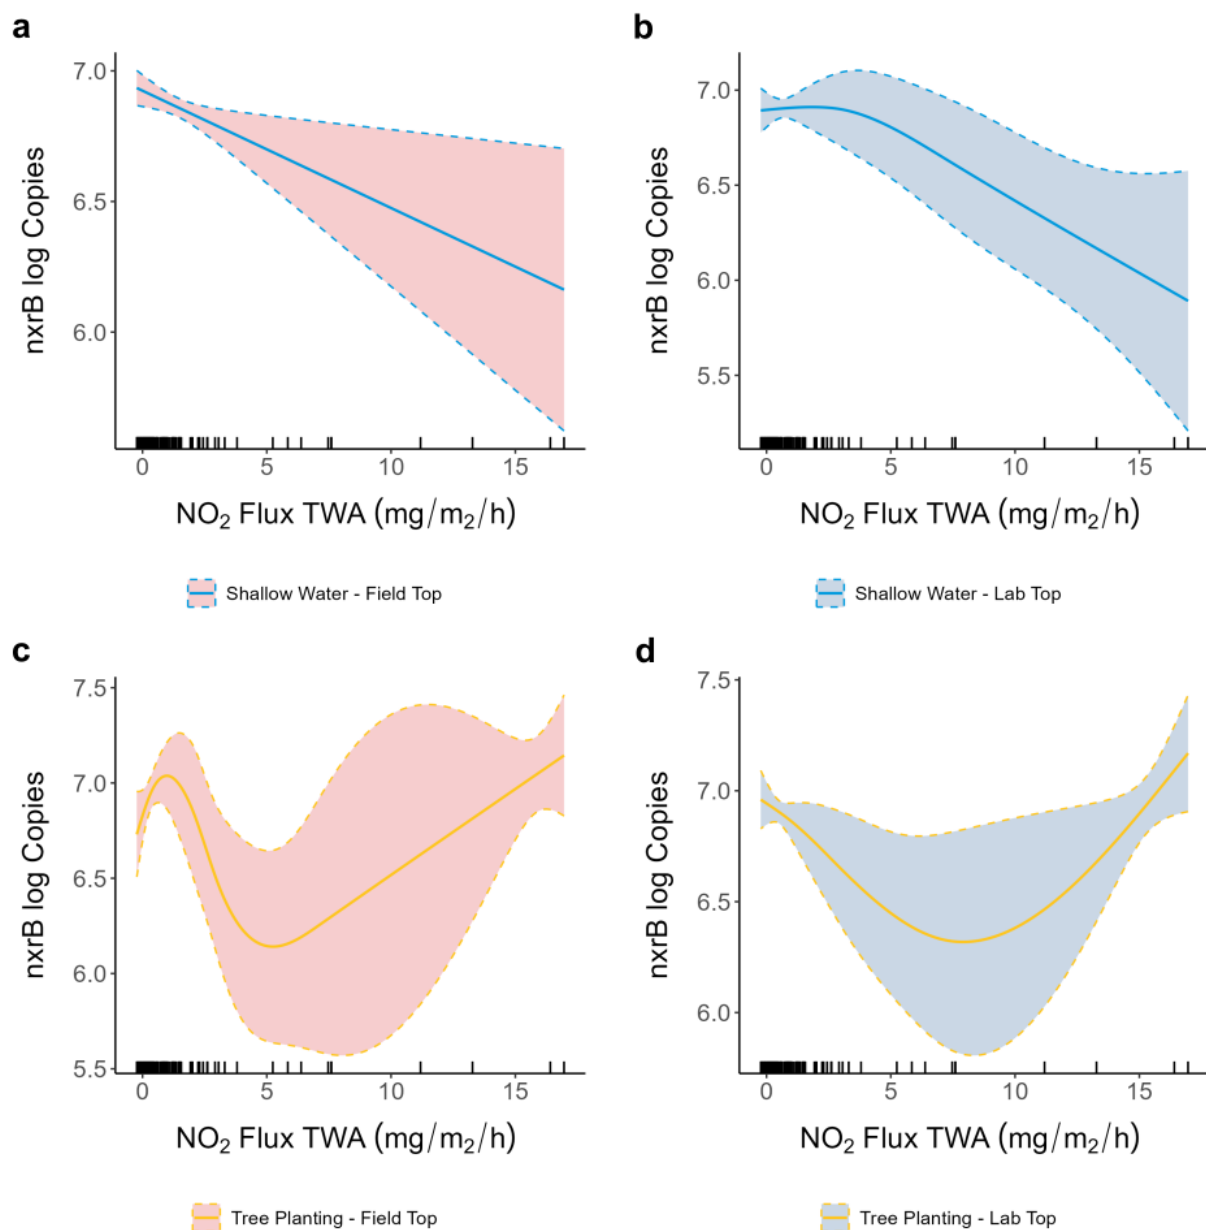 a
7.0
6.5
6.0
nxrB log Copies
0 5 10 15
NO₂ Flux TWA (mg/m₂/h)
Shallow Water - Field Top
b
7.0
6.5
6.0
5.5
nxrB log Copies
0 5 10 15
NO₂ Flux TWA (mg/m₂/h)
Shallow Water - Lab Top
c
7.5
7.0
6.5
6.0
5.5
nxrB log Copies
0 5 10 15
NO₂ Flux TWA (mg/m₂/h)
Tree Planting - Field Top
d
7.5
7.0
6.5
6.0
nxrB log Copies
0 5 10 15
NO₂ Flux TWA (mg/m₂/h)
Tree Planting - Lab Top